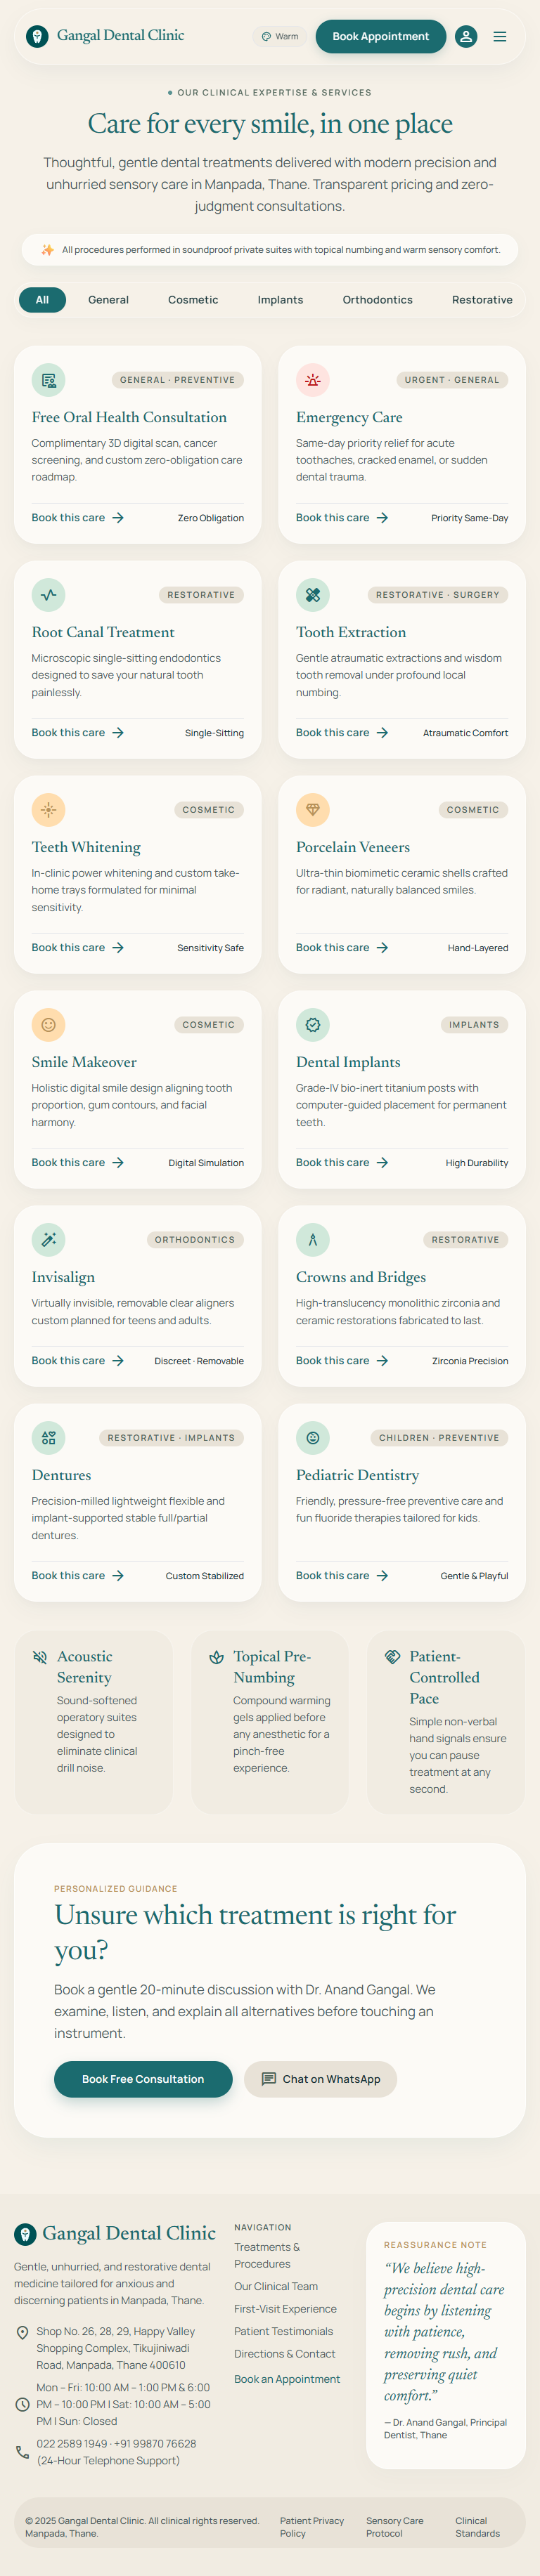 Gangal Dental Clinic
Warm
Book Appointment
OUR CLINICAL EXPERTISE & SERVICES
Care for every smile, in one place
Thoughtful, gentle dental treatments delivered with modern precision and
unhurried sensory care in Manpada, Thane. Transparent pricing and zero-
judgment consultations.
✨ All procedures performed in soundproof private suites with topical numbing and warm sensory comfort.
All General Cosmetic Implants Orthodontics Restorative
GENERAL · PREVENTIVE
Free Oral Health Consultation
Complimentary 3D digital scan, cancer
screening, and custom zero-obligation care
roadmap.
Book this care → Zero Obligation
URGENT · GENERAL
Emergency Care
Same-day priority relief for acute
toothaches, cracked enamel, or sudden
dental trauma.
Book this care → Priority Same-Day
RESTORATIVE
Root Canal Treatment
Microscopic single-sitting endodontics
designed to save your natural tooth
painlessly.
Book this care → Single-Sitting
RESTORATIVE · SURGERY
Tooth Extraction
Gentle atraumatic extractions and wisdom
tooth removal under profound local
numbing.
Book this care → Atraumatic Comfort
COSMETIC
Teeth Whitening
In-clinic power whitening and custom take-
home trays formulated for minimal
sensitivity.
Book this care → Sensitivity Safe
COSMETIC
Porcelain Veneers
Ultra-thin biomimetic ceramic shells crafted
for radiant, naturally balanced smiles.
Book this care → Hand-Layered
COSMETIC
Smile Makeover
Holistic digital smile design aligning tooth
proportion, gum contours, and facial
harmony.
Book this care → Digital Simulation
IMPLANTS
Dental Implants
Grade-IV bio-inert titanium posts with
computer-guided placement for permanent
teeth.
Book this care → High Durability
ORTHODONTICS
Invisalign
Virtually invisible, removable clear aligners
custom planned for teens and adults.
Book this care → Discreet · Removable
RESTORATIVE
Crowns and Bridges
High-translucency monolithic zirconia and
ceramic restorations fabricated to last.
Book this care → Zirconia Precision
RESTORATIVE · IMPLANTS
Dentures
Precision-milled lightweight flexible and
implant-supported stable full/partial
dentures.
Book this care → Custom Stabilized
CHILDREN · PREVENTIVE
Pediatric Dentistry
Friendly, pressure-free preventive care and
fun fluoride therapies tailored for kids.
Book this care → Gentle & Playful
Acoustic
Serenity
Sound-softened
operatory suites
designed to
eliminate clinical
drill noise.
Topical Pre-
Numbing
Compound warming
gels applied before
any anesthetic for a
pinch-free
experience.
Patient-
Controlled
Pace
Simple non-verbal
hand signals ensure
you can pause
treatment at any
second.
PERSONALIZED GUIDANCE
Unsure which treatment is right for
you?
Book a gentle 20-minute discussion with Dr. Anand Gangal. We
examine, listen, and explain all alternatives before touching an
instrument.
Book Free Consultation
Chat on WhatsApp
Gangal Dental Clinic
Gentle, unhurried, and restorative dental
medicine tailored for anxious and
discerning patients in Manpada, Thane.
Shop No. 26, 28, 29, Happy Valley
Shopping Complex, Tikujiniwadi
Road, Manpada, Thane 400610
Mon – Fri: 10:00 AM – 1:00 PM & 6:00
PM – 10:00 PM | Sat: 10:00 AM – 5:00
PM | Sun: Closed
022 2589 1949 · +91 99870 76628
(24-Hour Telephone Support)
NAVIGATION
Treatments &
Procedures
Our Clinical Team
First-Visit Experience
Patient Testimonials
Directions & Contact
Book an Appointment
REASSURANCE NOTE
“We believe high-
precision dental care
begins by listening
with patience,
removing rush, and
preserving quiet
comfort.”
— Dr. Anand Gangal, Principal
Dentist, Thane
© 2025 Gangal Dental Clinic. All clinical rights reserved.
Manpada, Thane.
Patient Privacy
Policy
Sensory Care
Protocol
Clinical
Standards